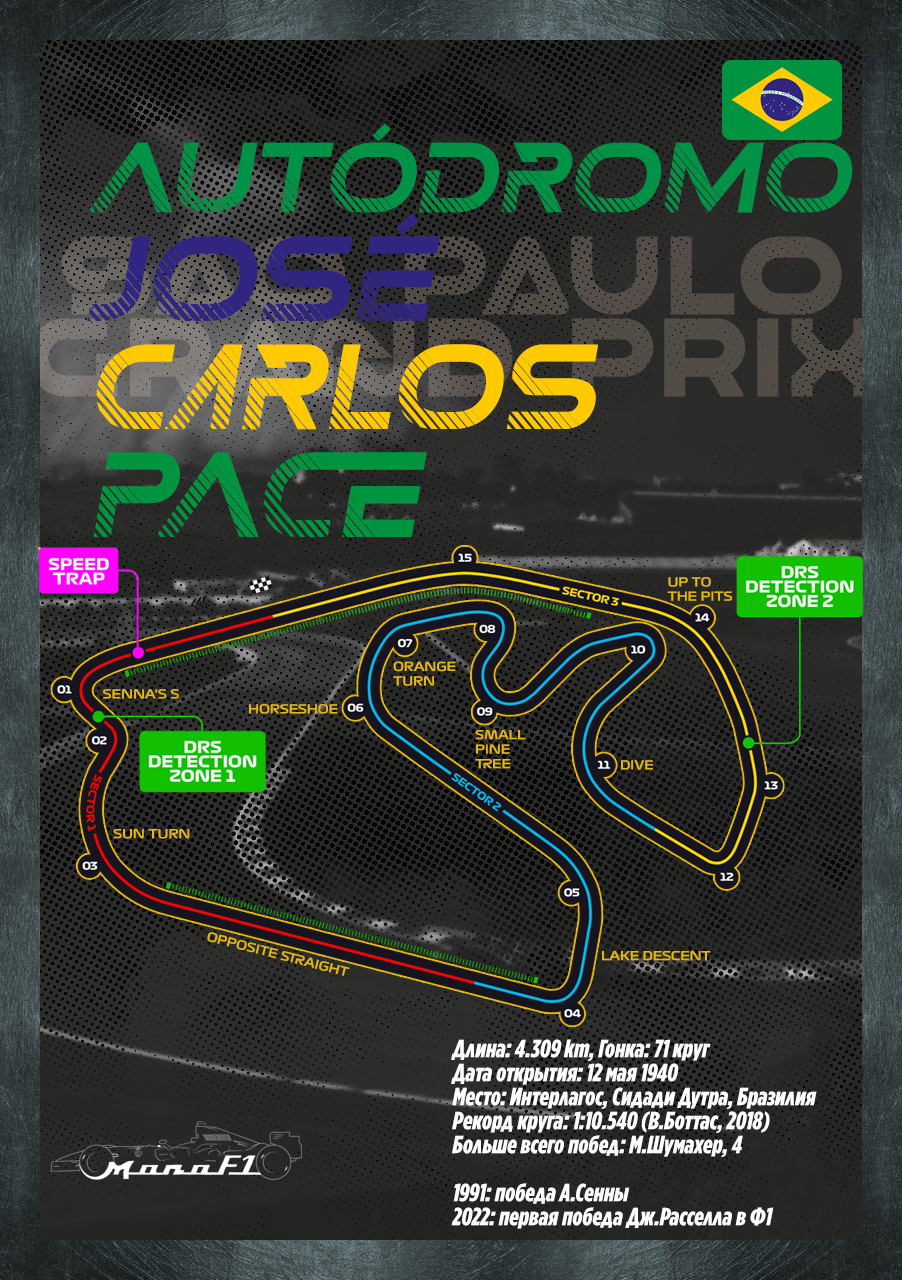 AUTÓDROMO
JOSÉ
SÃO PAULO
CARLOS
GRAND PRIX
PACE
SPEED
TRAP
15
SECTOR 3
UP TO
THE PITS
DRS
DETECTION
ZONE 2
14
08
07
10
ORANGE
TURN
01
SENNA'S S
HORSESHOE
06
09
SMALL
PINE
TREE
02
DRS
DETECTION
ZONE 1
11
DIVE
13
SECTOR 1
SECTOR 2
SUN TURN
03
12
05
OPPOSITE STRAIGHT
LAKE DESCENT
04
Длина: 4.309 km, Гонка: 71 круг
Дата открытия: 12 мая 1940
Место: Интерлагос, Сидади Дутра, Бразилия
Рекорд круга: 1:10.540 (В.Боттас, 2018)
Больше всего побед: М.Шумахер, 4
ManaF1
1991: победа А.Сенны
2022: первая победа Дж.Расселла в Ф1